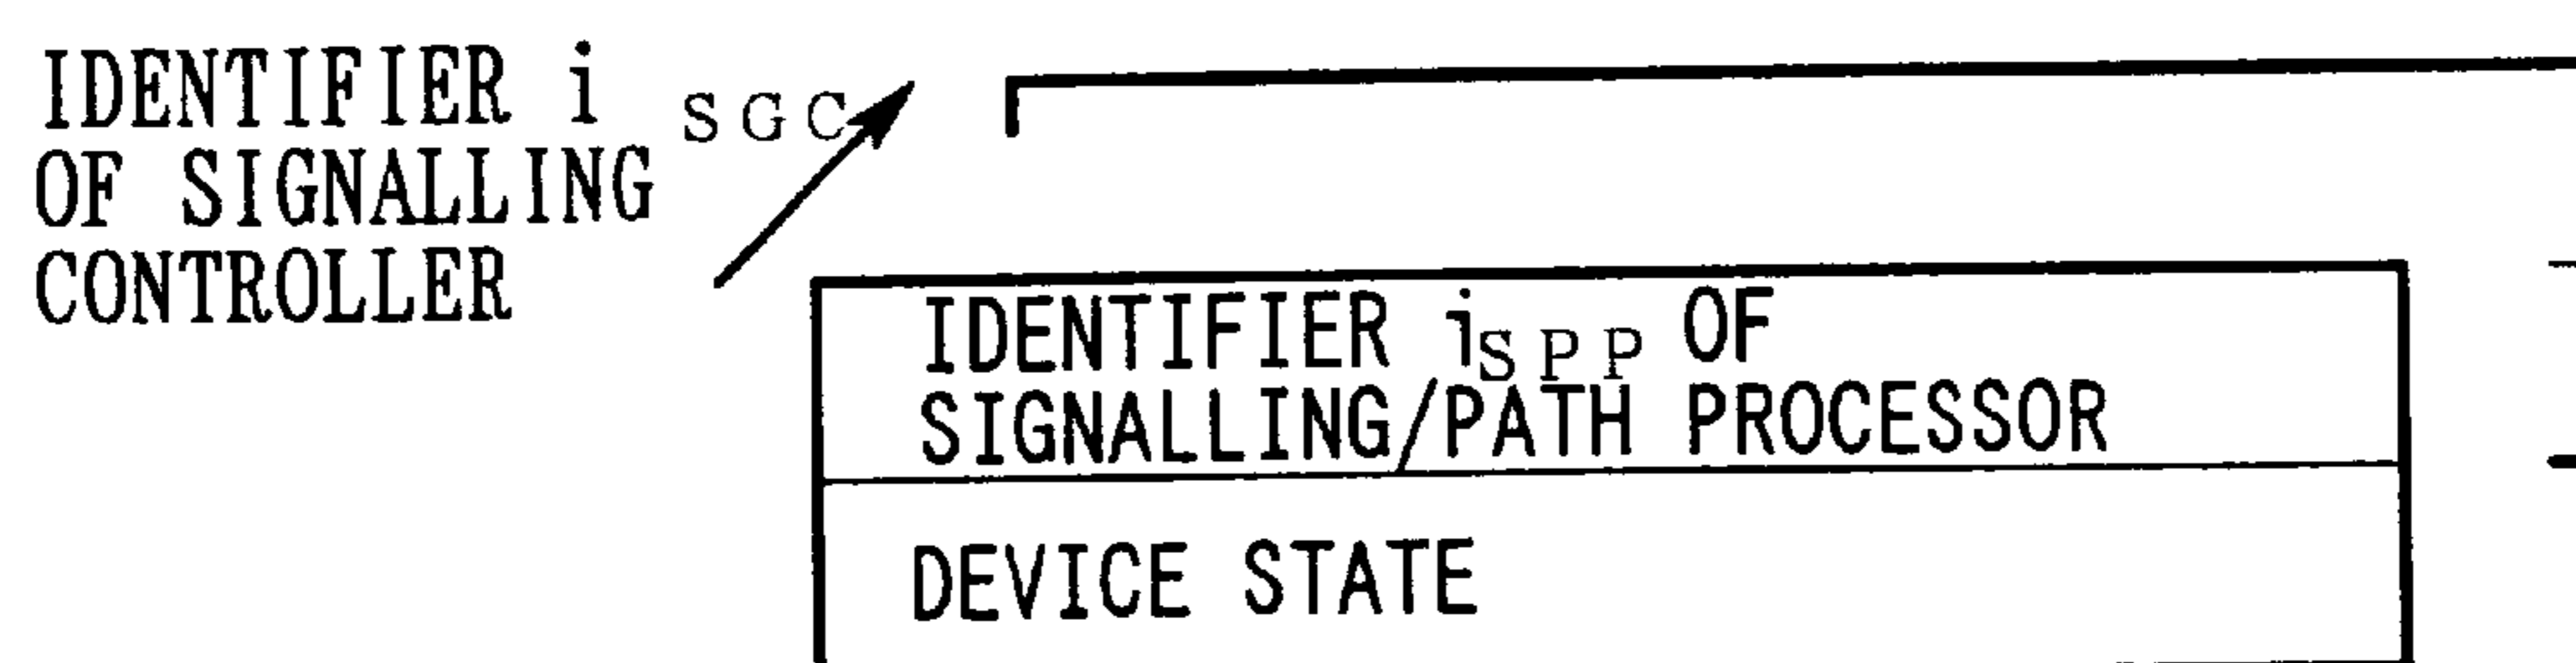 IDENTIFIER i SGC
OF SIGNALLING
CONTROLLER
IDENTIFIER iSPP OF
SIGNALLING/PATH PROCESSOR
DEVICE STATE